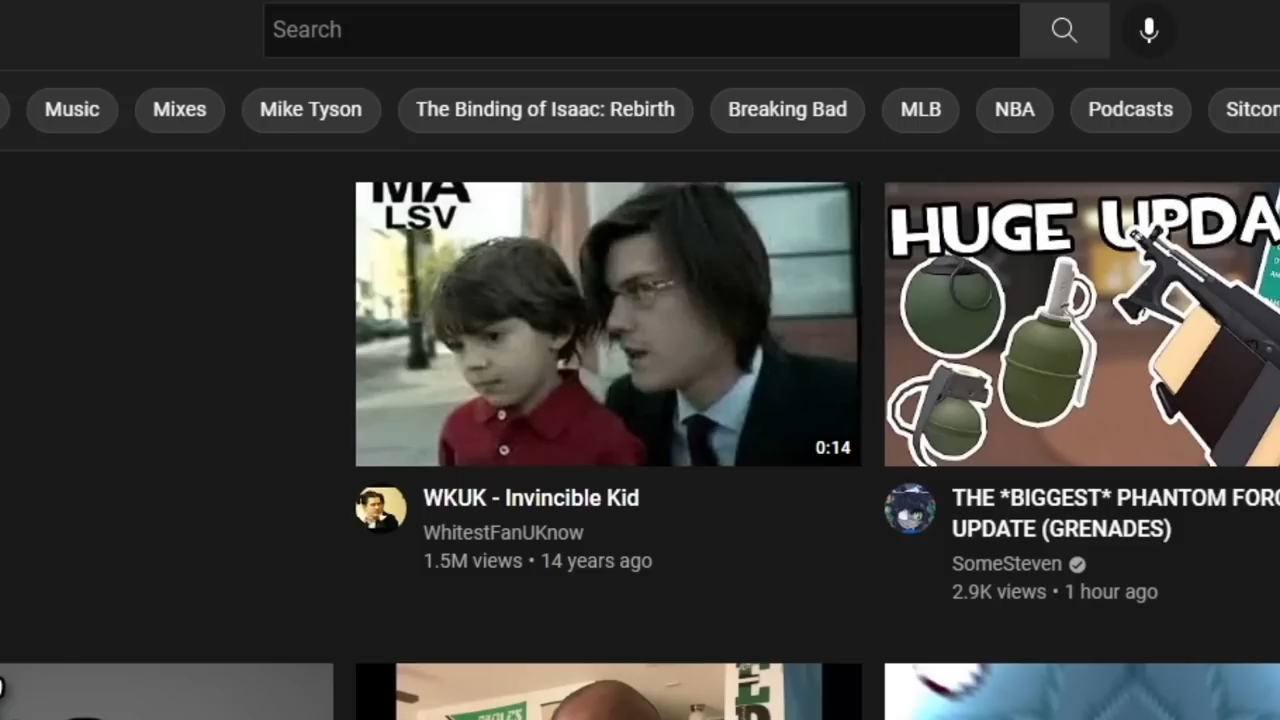 Search
Music
Mixes
Mike Tyson
The Binding of Isaac: Rebirth
Breaking Bad
MLB
NBA
Podcasts
MA
LSV
0:14
HUGE
WKUK - Invincible Kid
WhitestFanUKnow
1.5M views • 14 years ago
THE *BIGGEST* PHANTOM
UPDATE (GRENADES)
SomeSteven
2.9K views • 1 hour ago